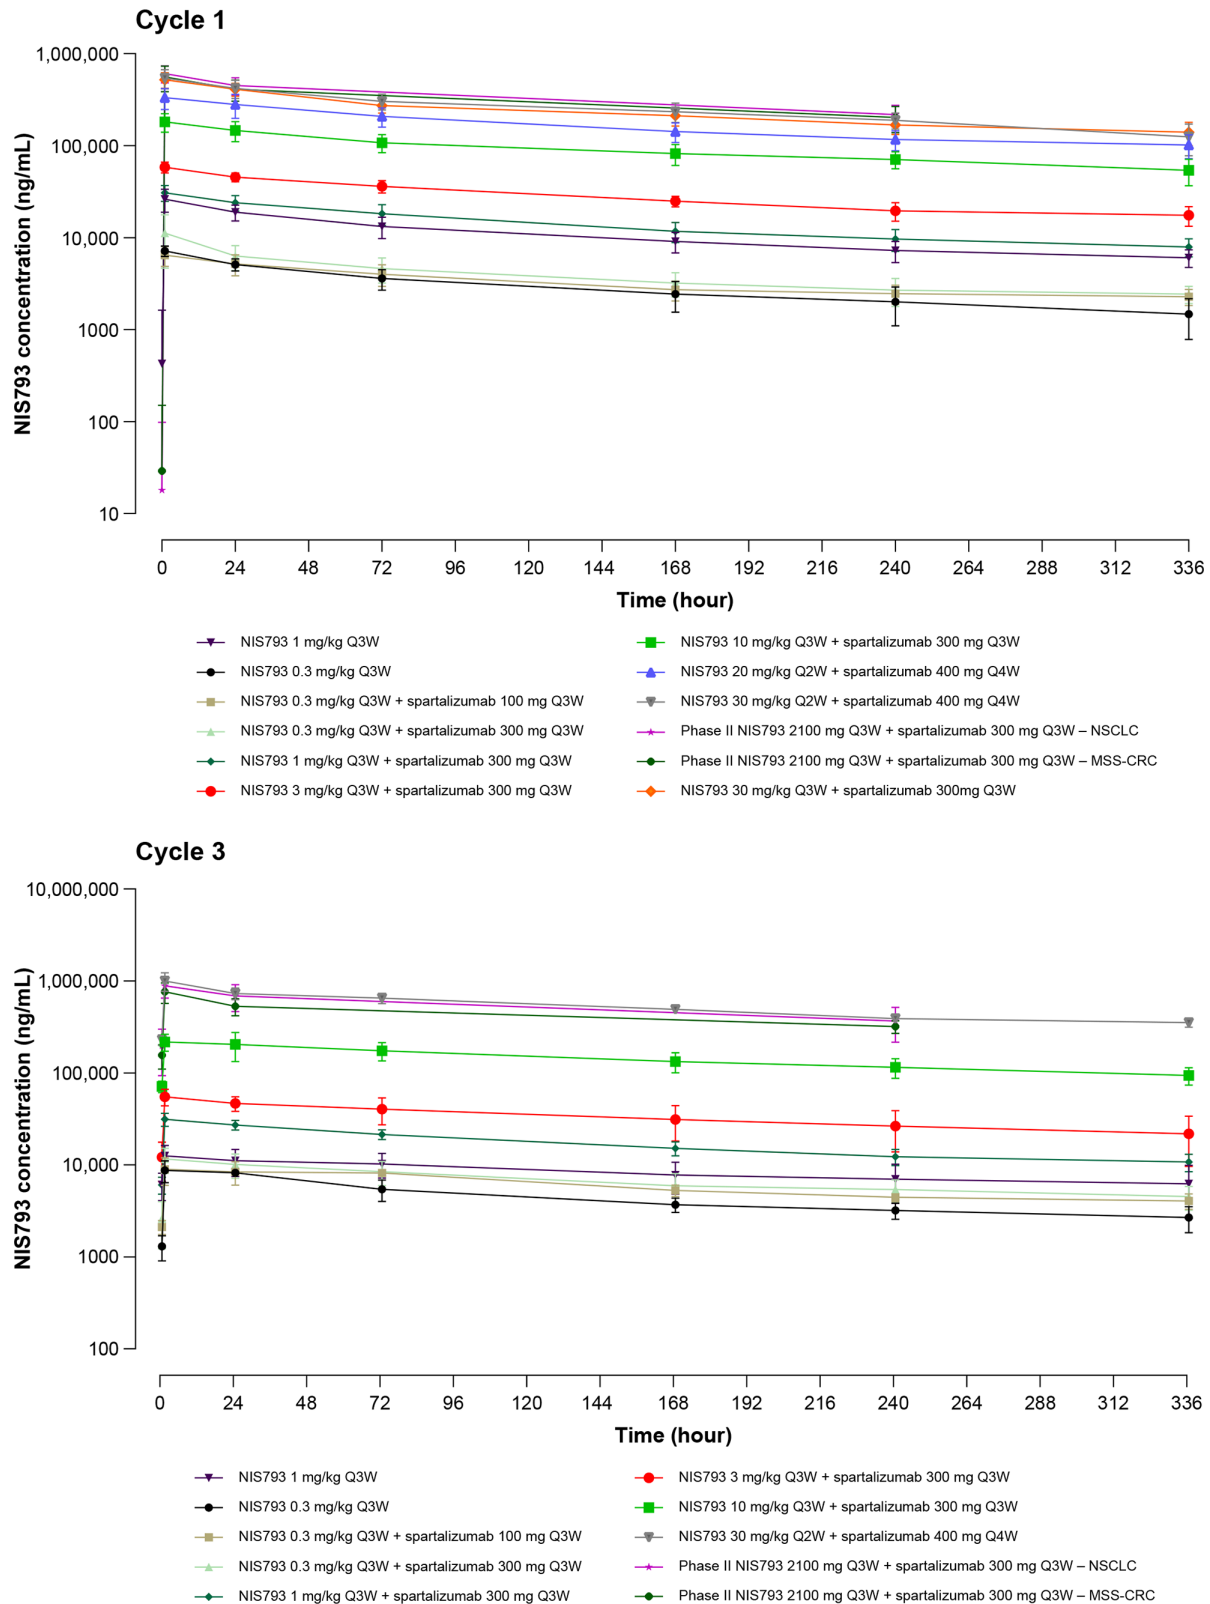 Cycle 1
1,000,000
100,000
10,000
1000
100
10
NIS793 concentration (ng/mL)
0 24 48 72 96 120 144 168 192 216 240 264 288 312 336
Time (hour)
NIS793 1 mg/kg Q3W
NIS793 0.3 mg/kg Q3W
NIS793 0.3 mg/kg Q3W + spartalizumab 100 mg Q3W
NIS793 0.3 mg/kg Q3W + spartalizumab 300 mg Q3W
NIS793 1 mg/kg Q3W + spartalizumab 300 mg Q3W
NIS793 3 mg/kg Q3W + spartalizumab 300 mg Q3W
NIS793 10 mg/kg Q3W + spartalizumab 300 mg Q3W
NIS793 20 mg/kg Q2W + spartalizumab 400 mg Q4W
NIS793 30 mg/kg Q2W + spartalizumab 400 mg Q4W
Phase II NIS793 2100 mg Q3W + spartalizumab 300 mg Q3W – NSCLC
Phase II NIS793 2100 mg Q3W + spartalizumab 300 mg Q3W – MSS-CRC
NIS793 30 mg/kg Q3W + spartalizumab 300mg Q3W
Cycle 3
10,000,000
1,000,000
100,000
10,000
1000
100
NIS793 concentration (ng/mL)
0 24 48 72 96 120 144 168 192 216 240 264 288 312 336
Time (hour)
NIS793 1 mg/kg Q3W
NIS793 0.3 mg/kg Q3W
NIS793 0.3 mg/kg Q3W + spartalizumab 100 mg Q3W
NIS793 0.3 mg/kg Q3W + spartalizumab 300 mg Q3W
NIS793 1 mg/kg Q3W + spartalizumab 300 mg Q3W
NIS793 3 mg/kg Q3W + spartalizumab 300 mg Q3W
NIS793 10 mg/kg Q3W + spartalizumab 300 mg Q3W
NIS793 30 mg/kg Q2W + spartalizumab 400 mg Q4W
Phase II NIS793 2100 mg Q3W + spartalizumab 300 mg Q3W – NSCLC
Phase II NIS793 2100 mg Q3W + spartalizumab 300 mg Q3W – MSS-CRC